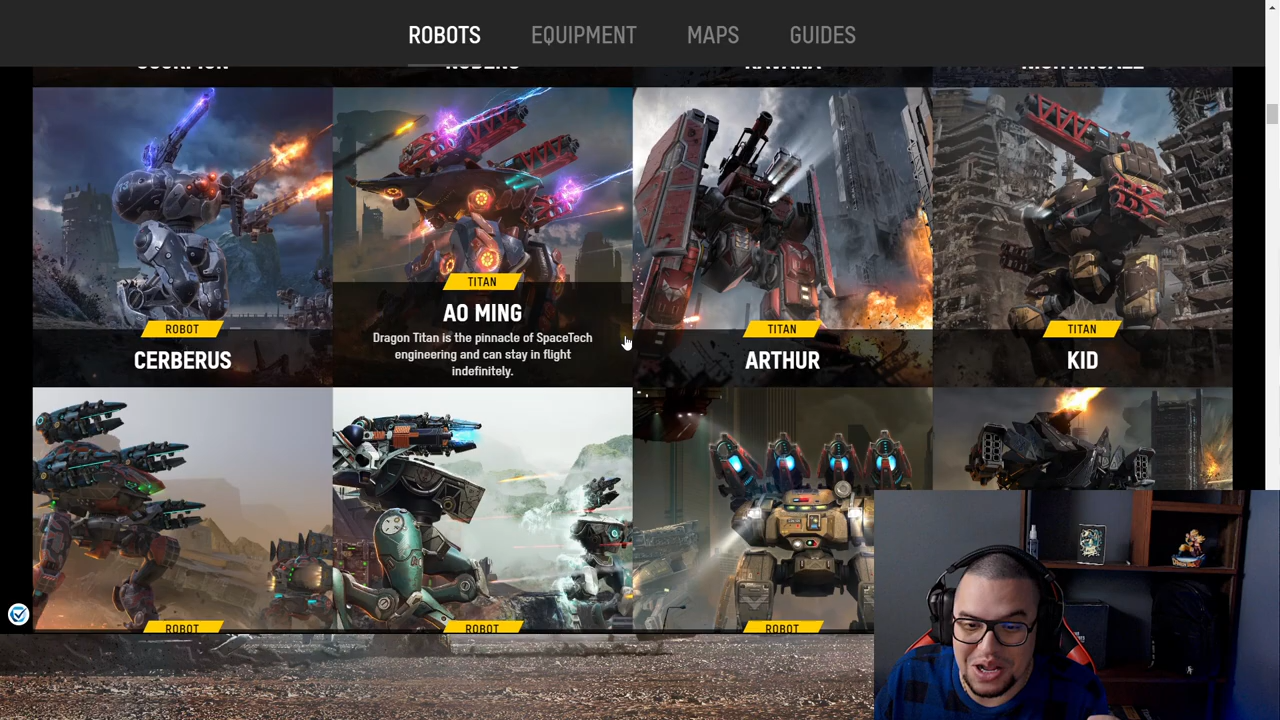 ROBOTS EQUIPMENT MAPS GUIDES
ROBOT
CERBERUS
TITAN
AO MING
Dragon Titan is the pinnacle of SpaceTech
engineering and can stay in flight
indefinitely.
TITAN
ARTHUR
TITAN
KID
ROBOT
ROBOT
ROBOT